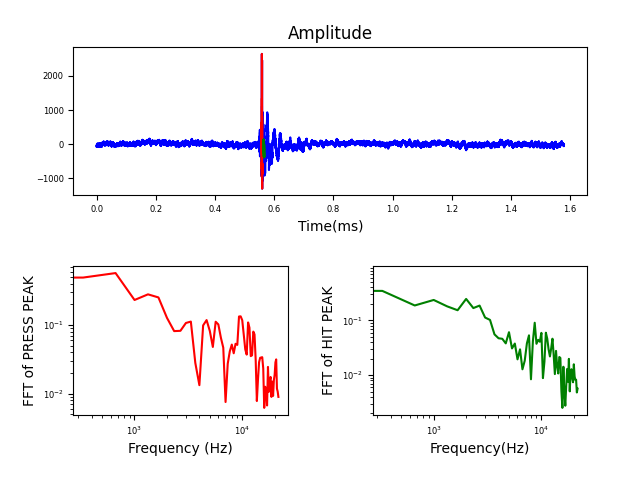 Amplitude
2000
1000
0
−1000
0.0 0.2 0.4 0.6 0.8 1.0 1.2 1.4 1.6
Time(ms)
FFT of PRESS PEAK
10⁻¹
10⁻²
10³ 10⁴
Frequency (Hz)
FFT of HIT PEAK
10⁻¹
10⁻²
10³ 10⁴
Frequency(Hz)